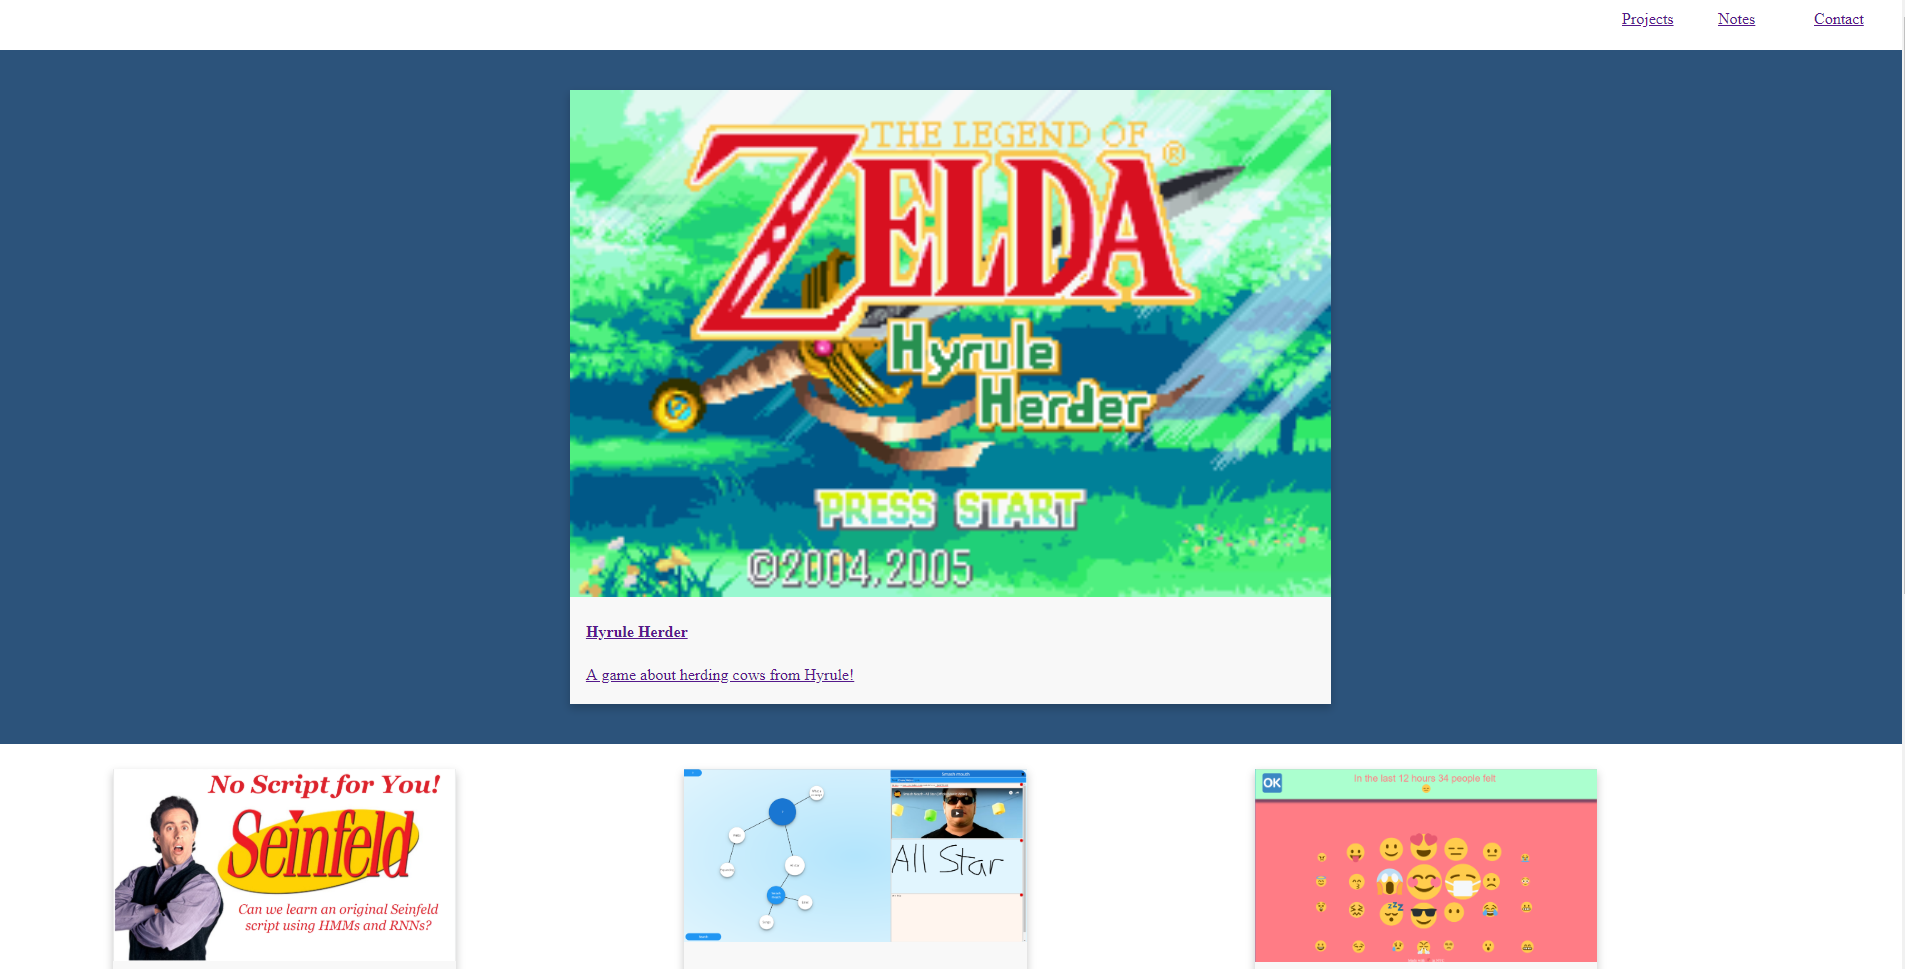 Projects Notes Contact
THE LEGEND OF
ZELDA®
Hyrule
Herder
PRESS START
©2004,2005
Hyrule Herder
A game about herding cows from Hyrule!
No Script for You!
Seinfeld
Can we learn an original Seinfeld
script using HMMs and RNNs?
All Star
OK
In the last 12 hours 34 people felt